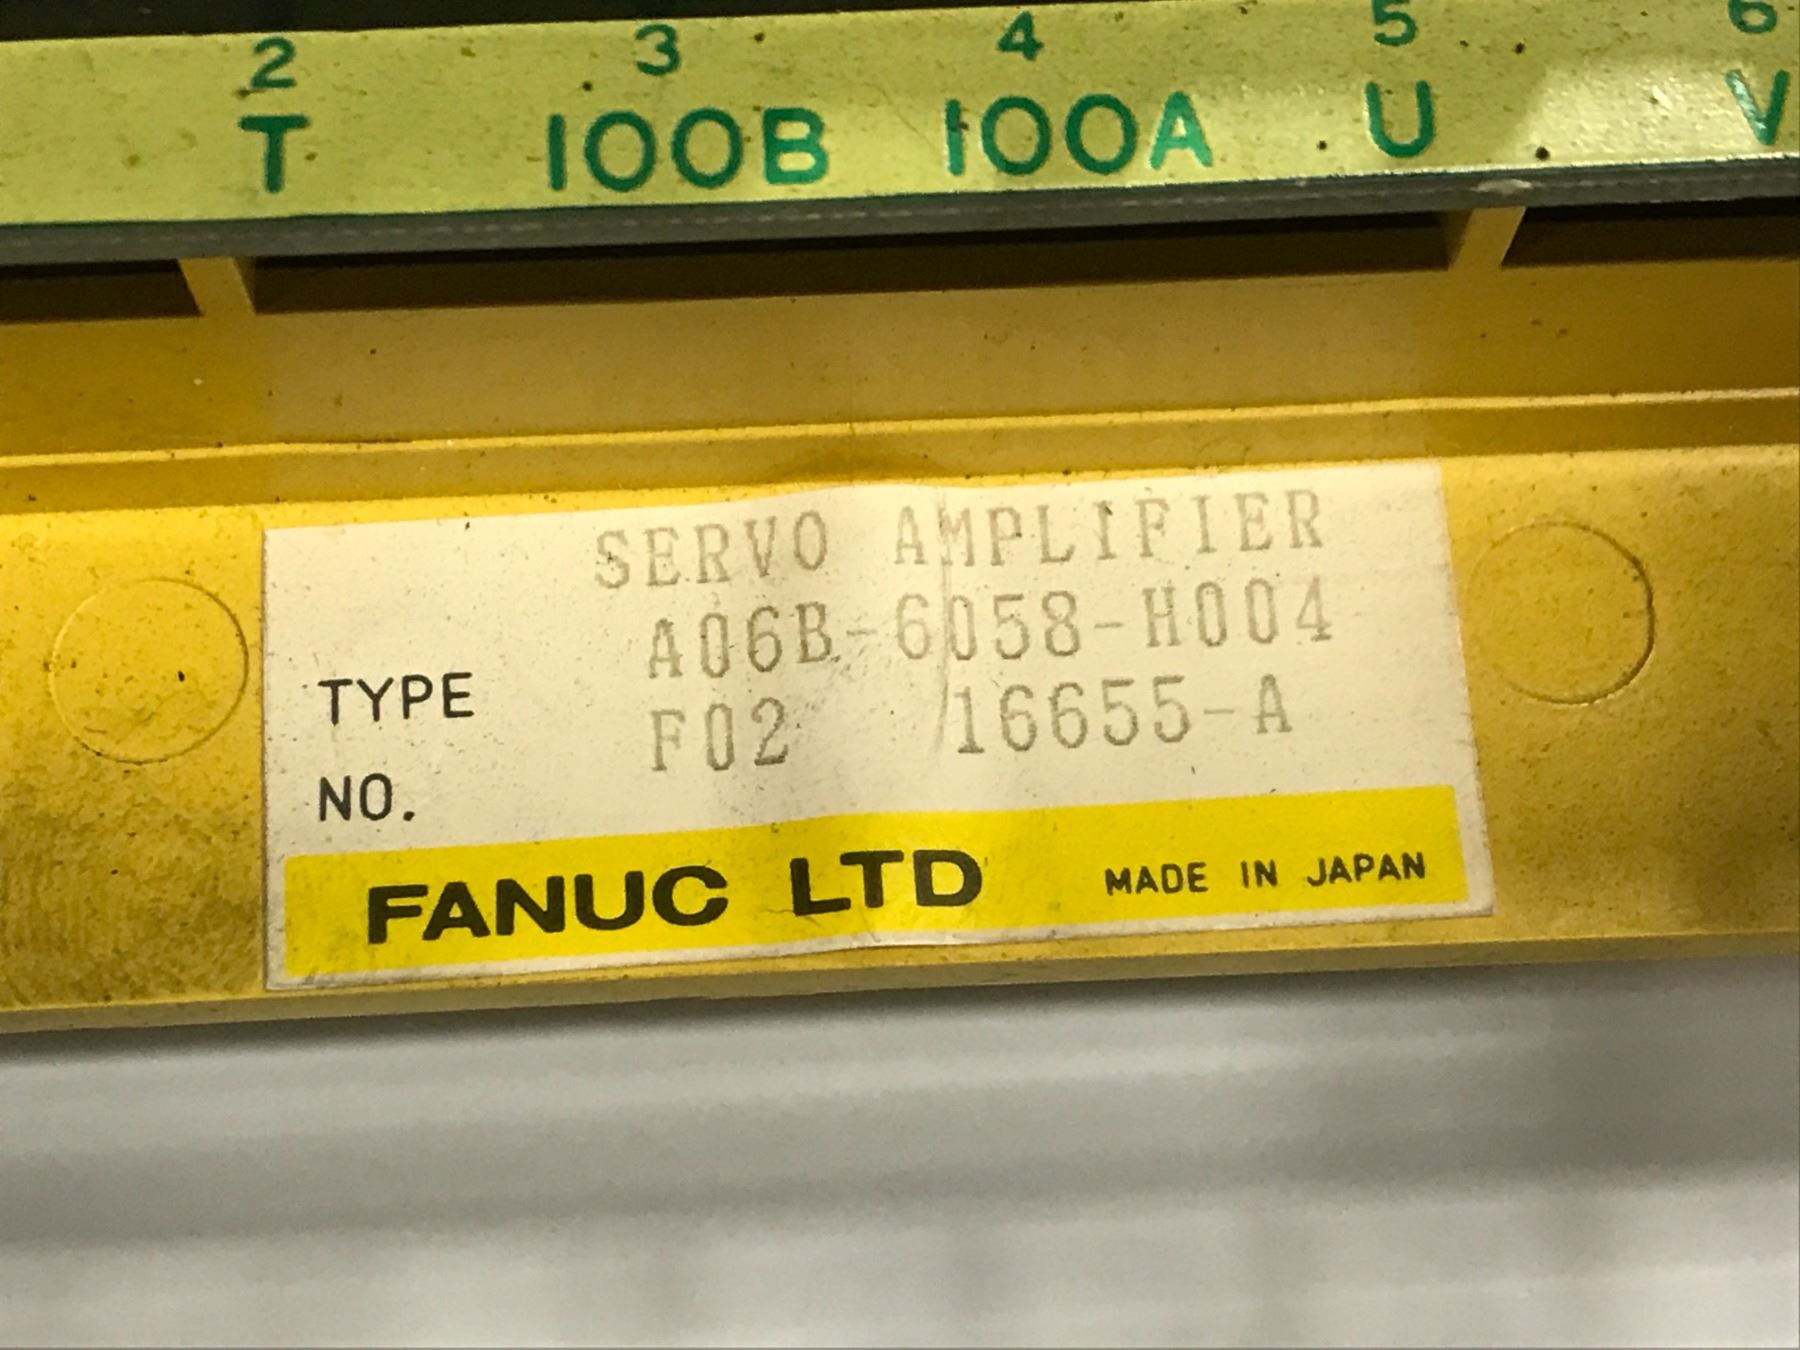 2 3 4 5 6
T 100B 100A U V
SERVO AMPLIFIER
TYPE A06B-6058-H004
NO. F02 16655-A
FANUC LTD MADE IN JAPAN